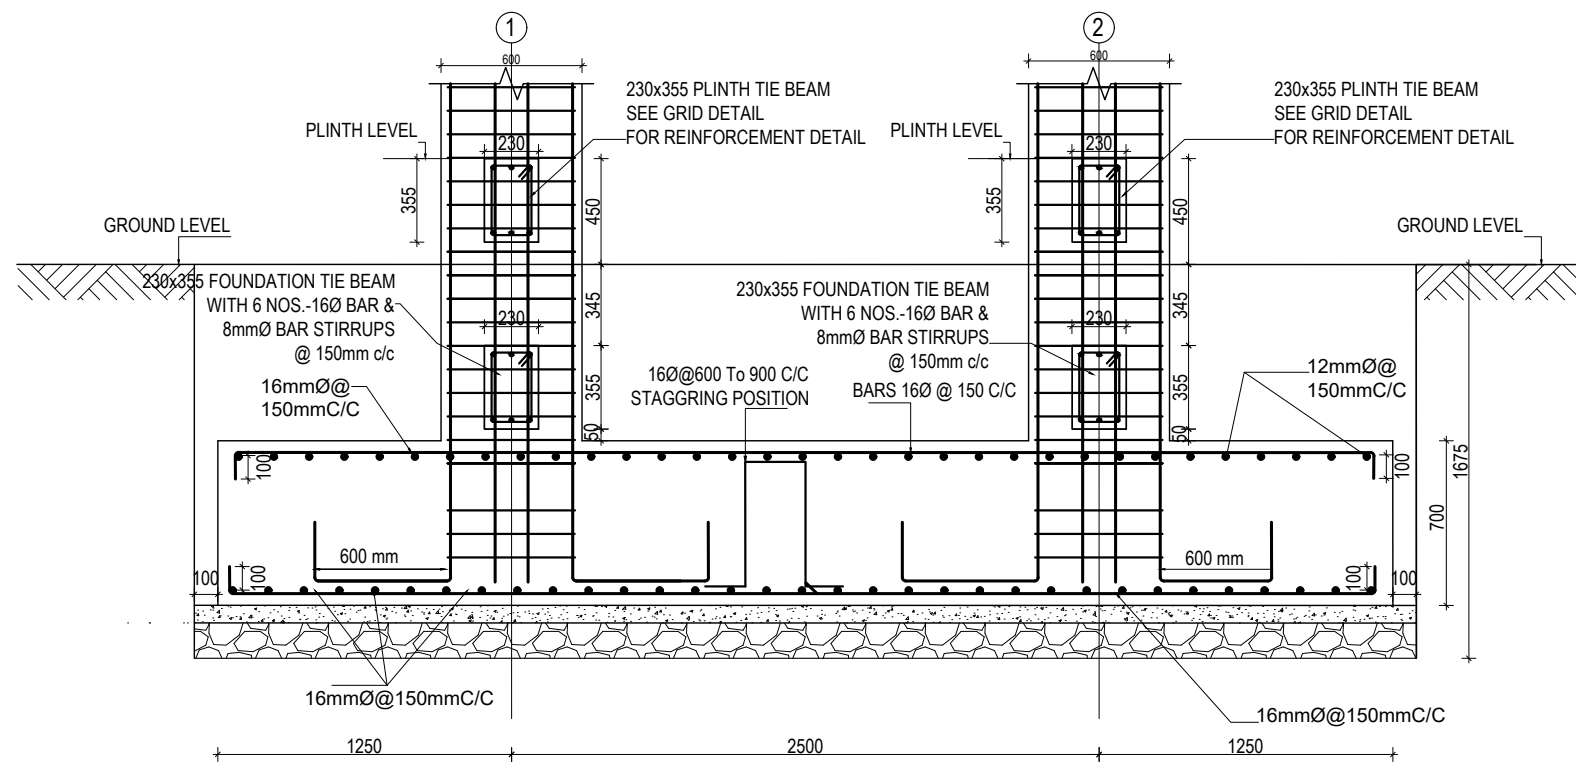 1
2
600
600
230x355 PLINTH TIE BEAM
SEE GRID DETAIL
FOR REINFORCEMENT DETAIL
230x355 PLINTH TIE BEAM
SEE GRID DETAIL
FOR REINFORCEMENT DETAIL
PLINTH LEVEL
PLINTH LEVEL
230
230
355
355
450
450
GROUND LEVEL
GROUND LEVEL
230x355 FOUNDATION TIE BEAM
WITH 6 NOS.-16Ø BAR &
8mmØ BAR STIRRUPS
@ 150mm c/c
230x355 FOUNDATION TIE BEAM
WITH 6 NOS.-16Ø BAR &
8mmØ BAR STIRRUPS
@ 150mm c/c
230
230
345
345
355
355
50
50
16mmØ@
150mmC/C
16Ø@600 To 900 C/C
STAGGRING POSITION
BARS 16Ø @ 150 C/C
12mmØ@
150mmC/C
100
100
1675
700
600 mm
600 mm
100
100
100
100
16mmØ@150mmC/C
16mmØ@150mmC/C
1250
2500
1250